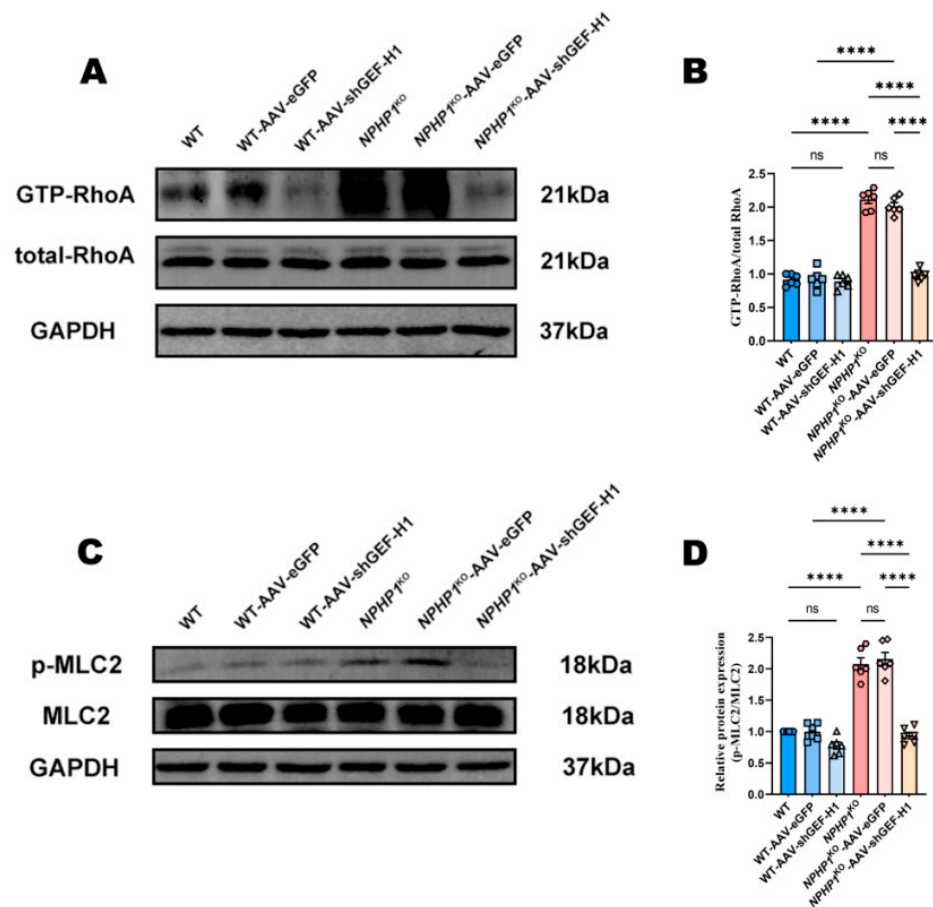 A
WT
WT-AAV-eGFP
WT-AAV-shGEF-H1
NPHP1KO
NPHP1KO-AAV-eGFP
NPHP1KO-AAV-shGEF-H1
GTP-RhoA 21kDa
total-RhoA 21kDa
GAPDH 37kDa
B
****
****
**** ****
ns ns
GTP-RhoA/total RhoA
2.5
2.0
1.5
1.0
0.5
0.0
WT
WT-AAV-eGFP
WT-AAV-shGEF-H1
NPHP1KO
NPHP1KO-AAV-eGFP
NPHP1KO-AAV-shGEF-H1
C
WT
WT-AAV-eGFP
WT-AAV-shGEF-H1
NPHP1KO
NPHP1KO-AAV-eGFP
NPHP1KO-AAV-shGEF-H1
p-MLC2 18kDa
MLC2 18kDa
GAPDH 37kDa
D
****
****
**** ****
ns ns
Relative protein expression
(p-MLC2/MLC2)
2.5
2.0
1.5
1.0
0.5
0.0
WT
WT-AAV-eGFP
WT-AAV-shGEF-H1
NPHP1KO
NPHP1KO-AAV-eGFP
NPHP1KO-AAV-shGEF-H1